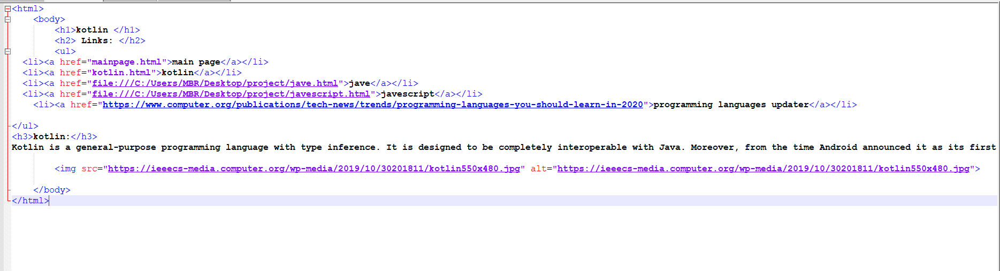 <html>
<body>
<h1>kotlin </h1>
<h2> Links: </h2>
<ul>
<li><a href="mainpage.html">main page</a></li>
<li><a href="kotlin.html">kotlin</a></li>
<li><a href="file:///C:/Users/MBR/Desktop/project/jave.html">jave</a></li>
<li><a href="file:///C:/Users/MBR/Desktop/project/javescript.html">javescript</a></li>
<li><a href="https://www.computer.org/publications/tech-news/trends/programming-languages-you-should-learn-in-2020">programming languages updater</a></li>
</ul>
<h3>kotlin:</h3>
Kotlin is a general-purpose programming language with type inference. It is designed to be completely interoperable with Java. Moreover, from the time Android announced it as its first
<img src="https://ieeecs-media.computer.org/wp-media/2019/10/30201811/kotlin550x480.jpg" alt="https://ieeecs-media.computer.org/wp-media/2019/10/30201811/kotlin550x480.jpg">
</body>
</html>